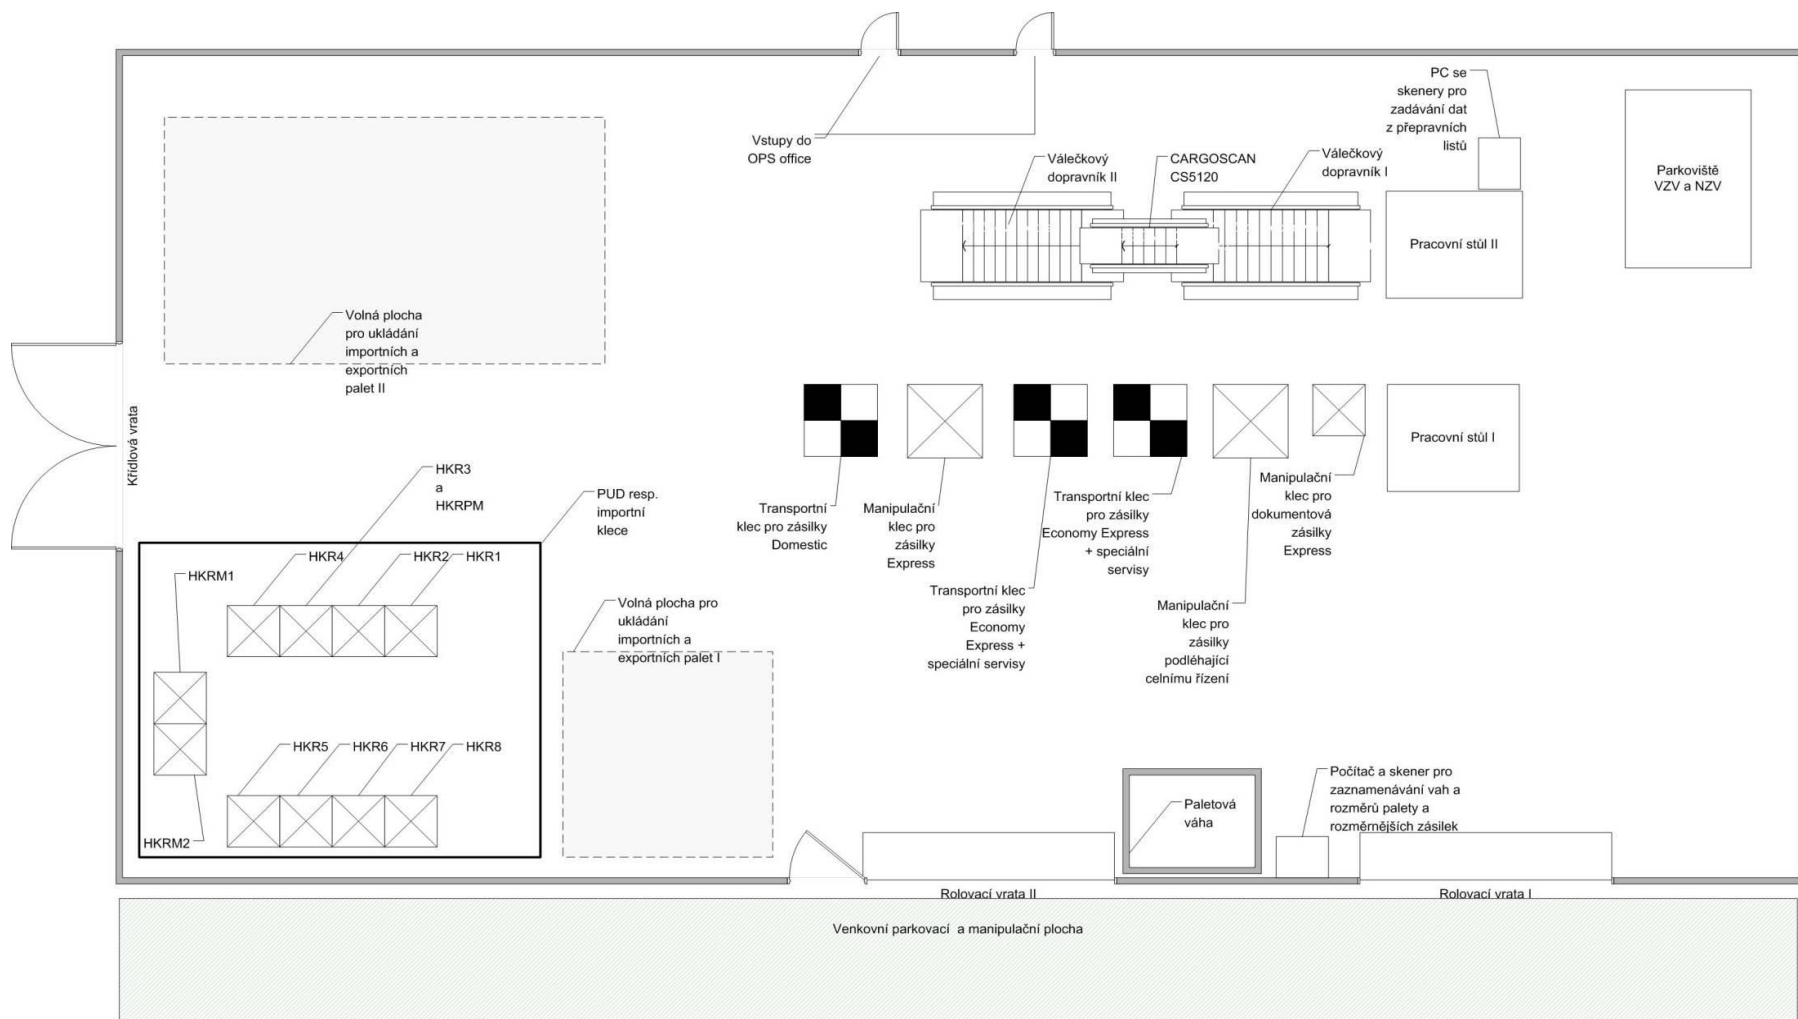 PC se
skenery pro
zadávání dat
z přepravních
listů
Vstupy do
OPS office
Válečkový
dopravník II
CARGOSCAN
CS5120
Válečkový
dopravník I
Parkoviště
VZV a NZV
Pracovní stůl II
Volná plocha
pro ukládání
importních a
exportních
palet II
Křídlová vrata
Pracovní stůl I
HKR3
a
HKRPM
PUD resp.
importní
klece
Transportní
klec pro zásilky
Domestic
Manipulační
klec pro
zásilky
Express
Transportní klec
pro zásilky
Economy Express
+ speciální
servisy
Manipulační
klec pro
dokumentová
zásilky
Express
HKRM1
HKR4
HKR2
HKR1
Volná plocha pro
ukládání
importních a
exportních palet I
Transportní klec
pro zásilky
Economy
Express +
speciální servisy
Manipulační
klec pro
zásilky
podléhající
celnímu řízení
HKR5
HKR6
HKR7
HKR8
HKRM2
Paletová
váha
Počítač a skener pro
zaznamenávání vah a
rozměrů palety a
rozměrnějších zásilek
Rolovací vrata II
Rolovací vrata I
Venkovní parkovací a manipulační plocha